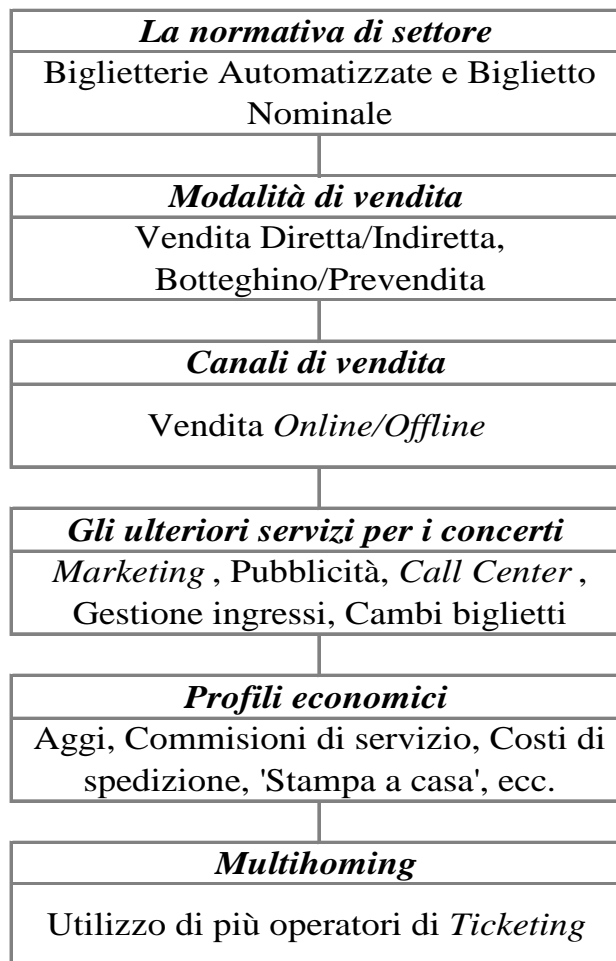 La normativa di settore
Biglietterie Automatizzate e Biglietto
Nominale
Modalità di vendita
Vendita Diretta/Indiretta,
Botteghino/Prevendita
Canali di vendita
Vendita Online/Offline
Gli ulteriori servizi per i concerti
Marketing , Pubblicità, Call Center ,
Gestione ingressi, Cambi biglietti
Profili economici
Aggi, Commisioni di servizio, Costi di
spedizione, 'Stampa a casa', ecc.
Multihoming
Utilizzo di più operatori di Ticketing